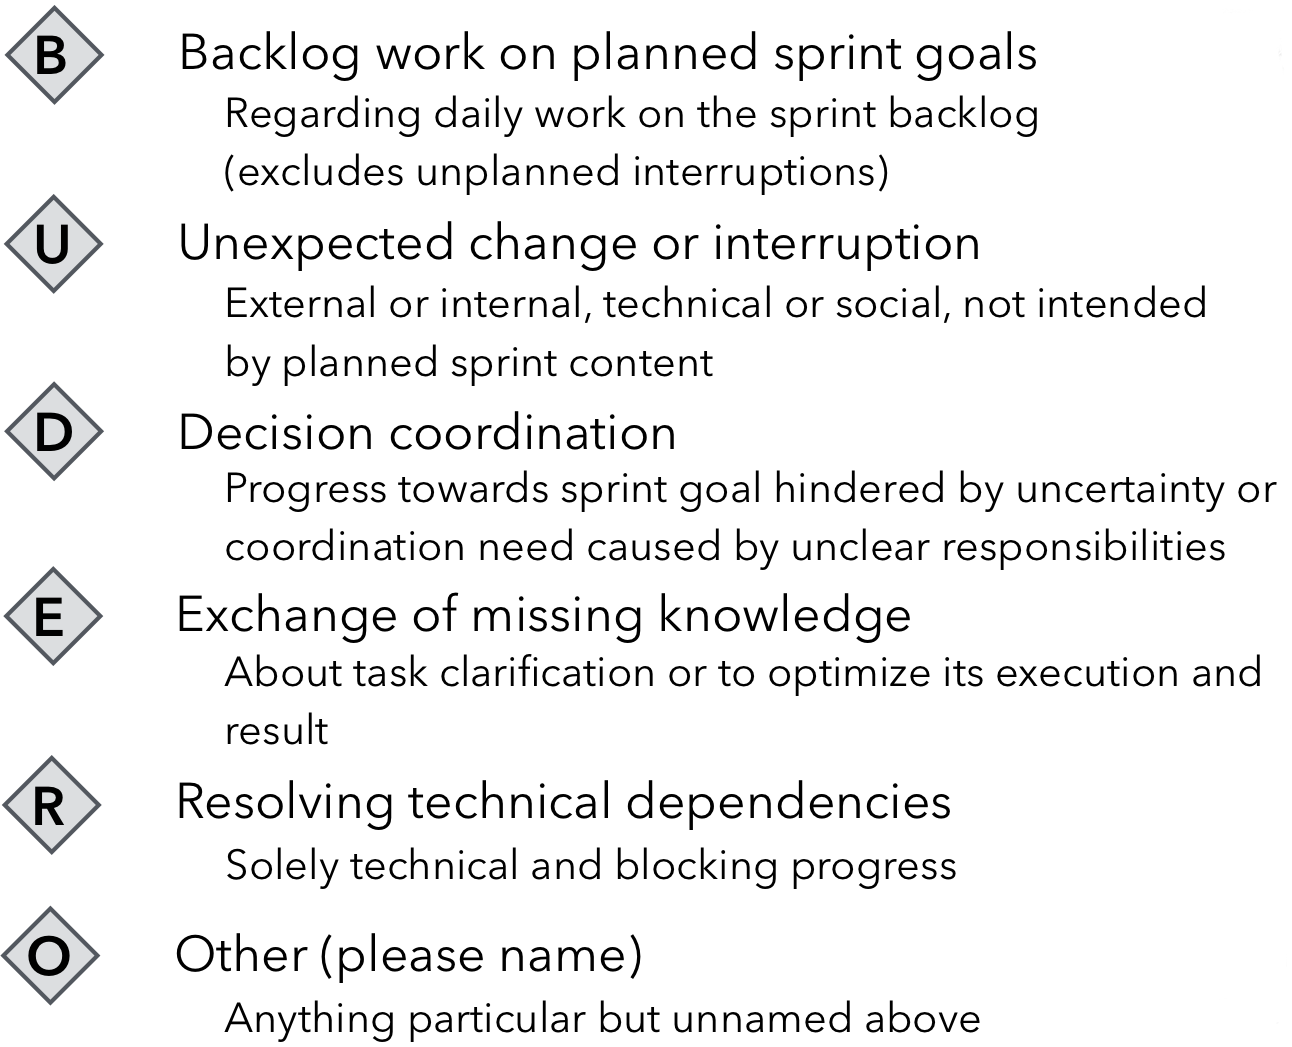 B Backlog work on planned sprint goals
Regarding daily work on the sprint backlog
(excludes unplanned interruptions)
U Unexpected change or interruption
External or internal, technical or social, not intended
by planned sprint content
D Decision coordination
Progress towards sprint goal hindered by uncertainty or
coordination need caused by unclear responsibilities
E Exchange of missing knowledge
About task clarification or to optimize its execution and
result
R Resolving technical dependencies
Solely technical and blocking progress
O Other (please name)
Anything particular but unnamed above